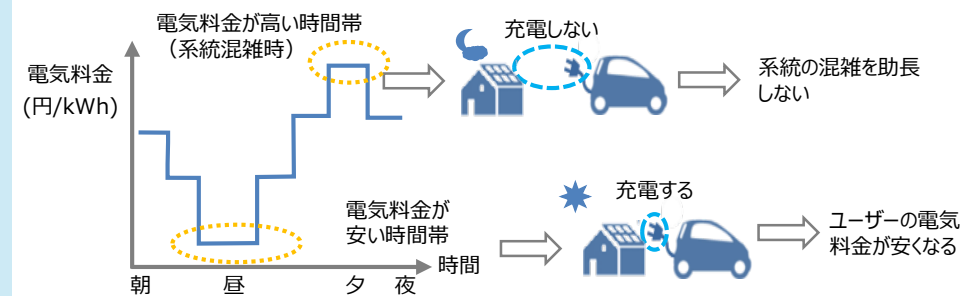 電気料金が高い時間帯
（系統混雑時）
電気料金
(円/kWh)
充電しない
系統の混雑を助長
しない
電気料金が
安い時間帯
充電する
ユーザーの電気
料金が安くなる
時間
朝
昼
夕
夜